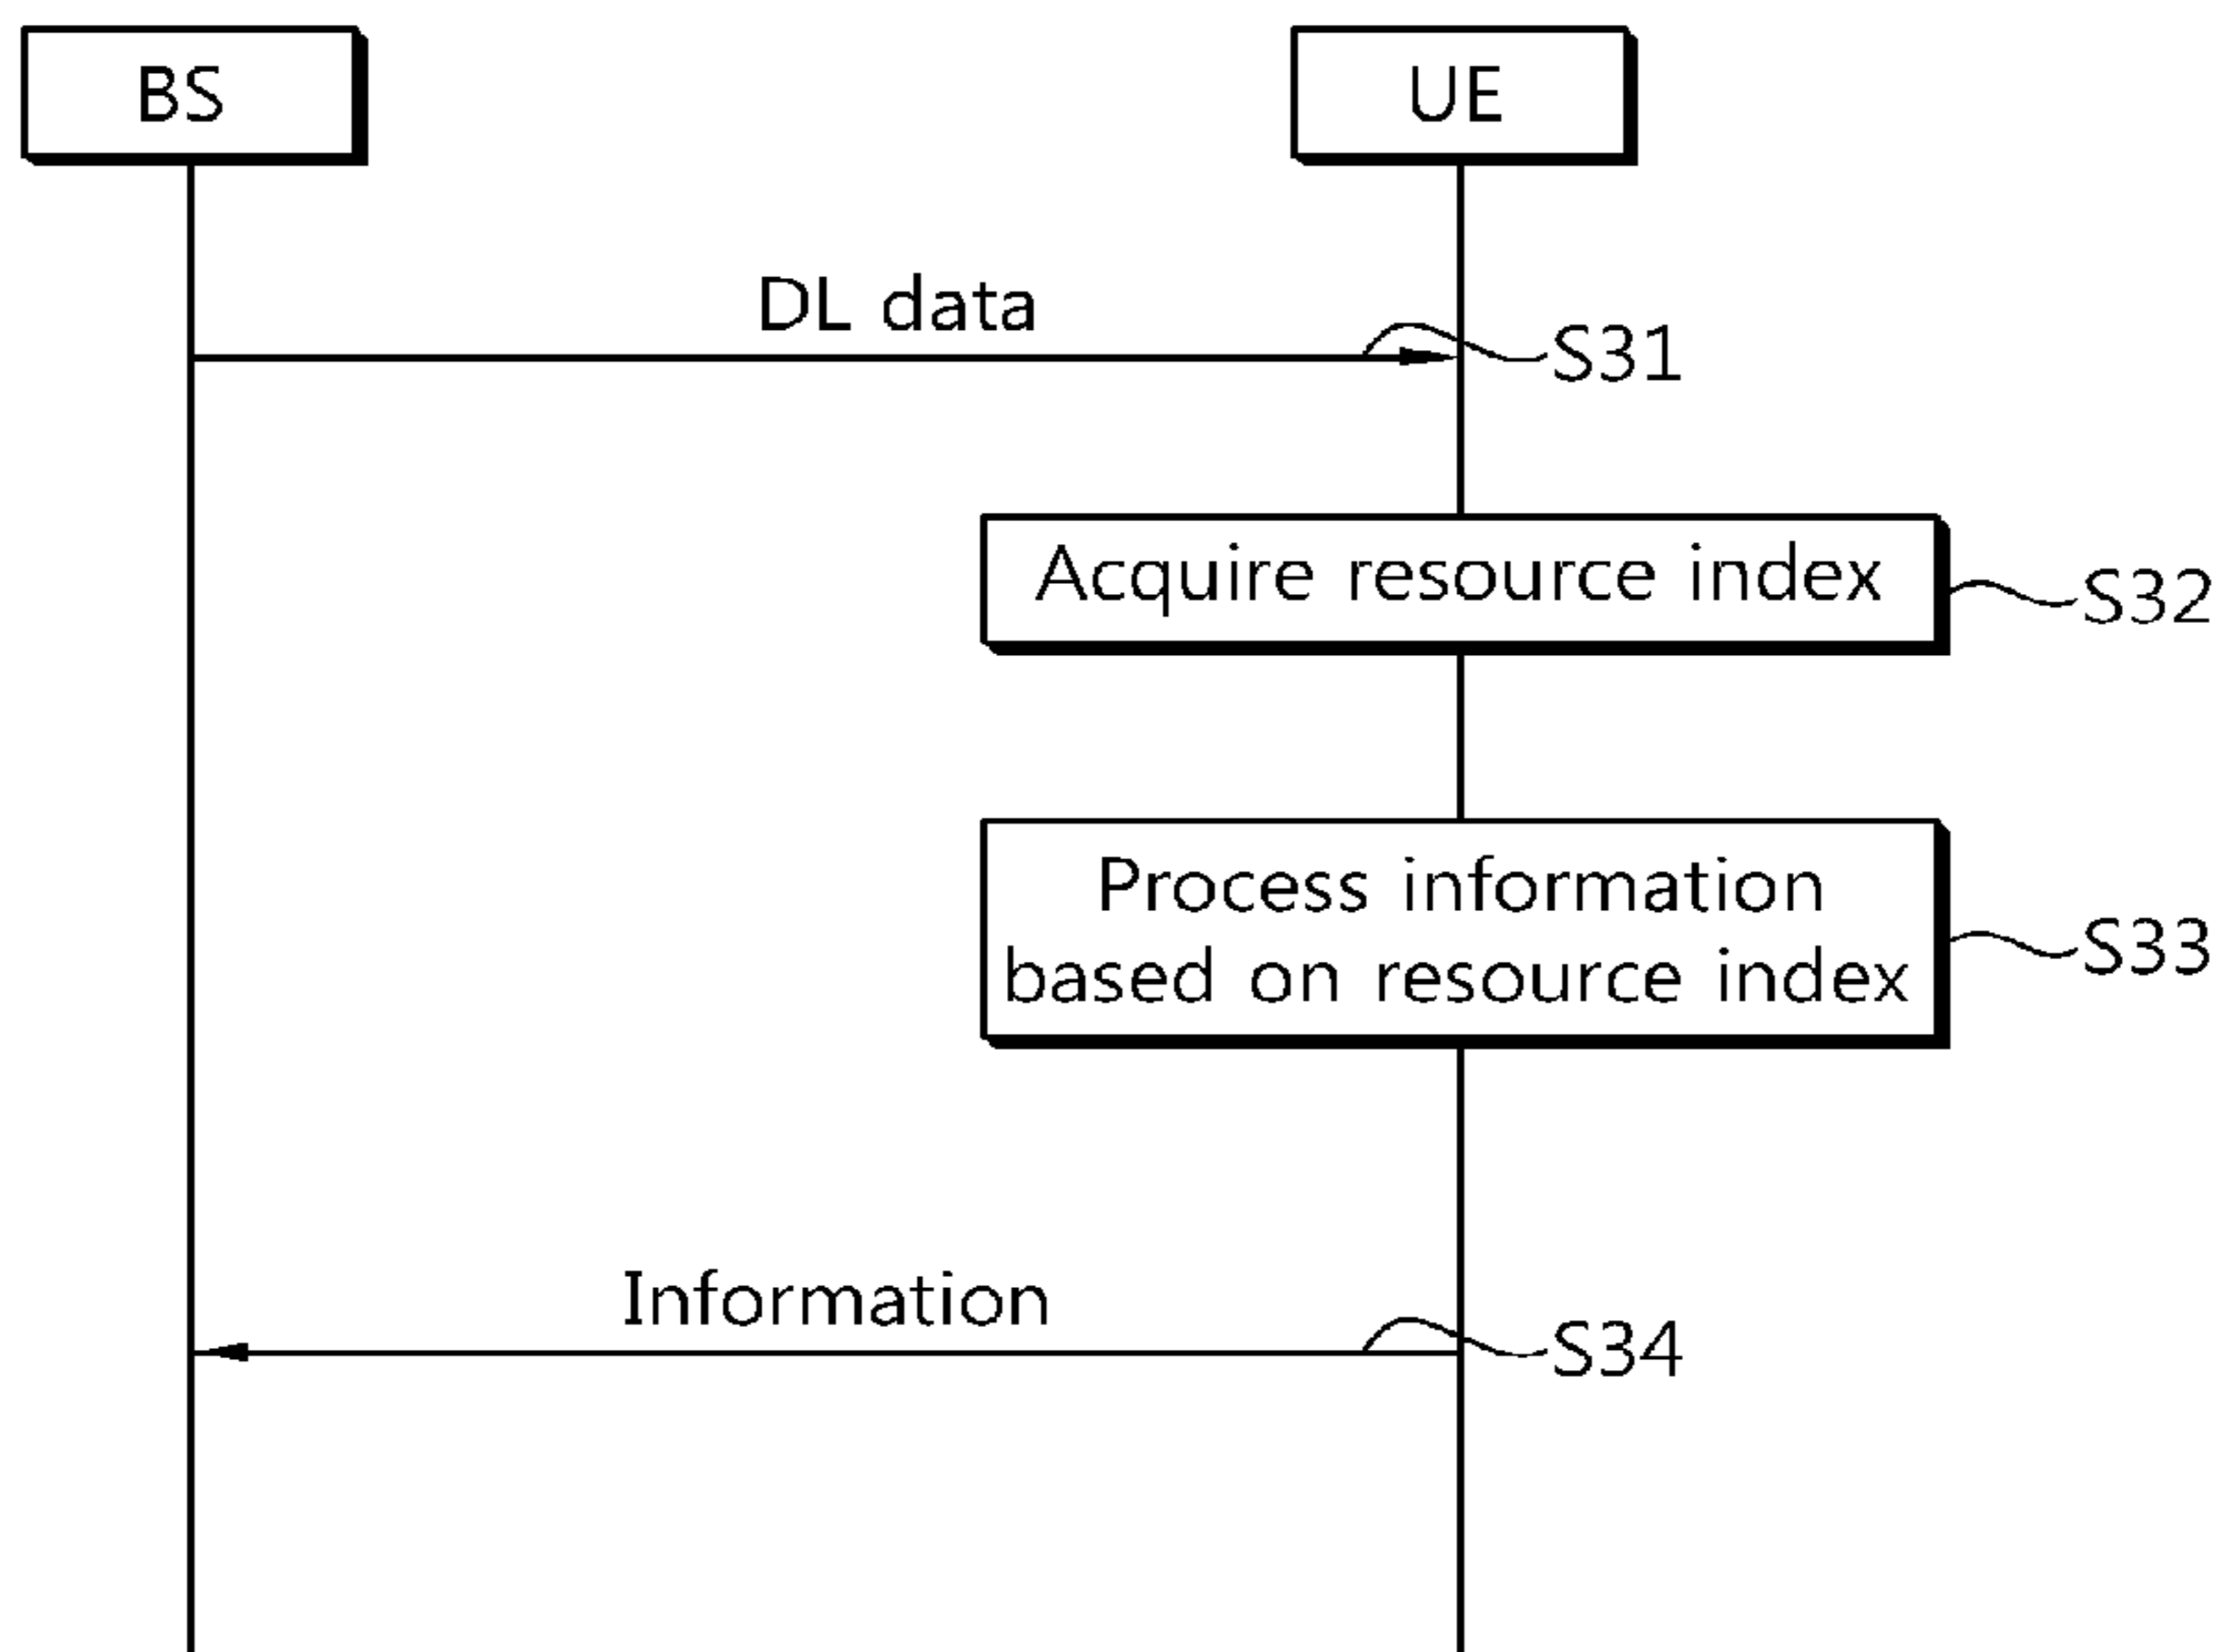 BS
UE
DL data
S31
Acquire resource index
S32
Process information
based on resource index
S33
Information
S34